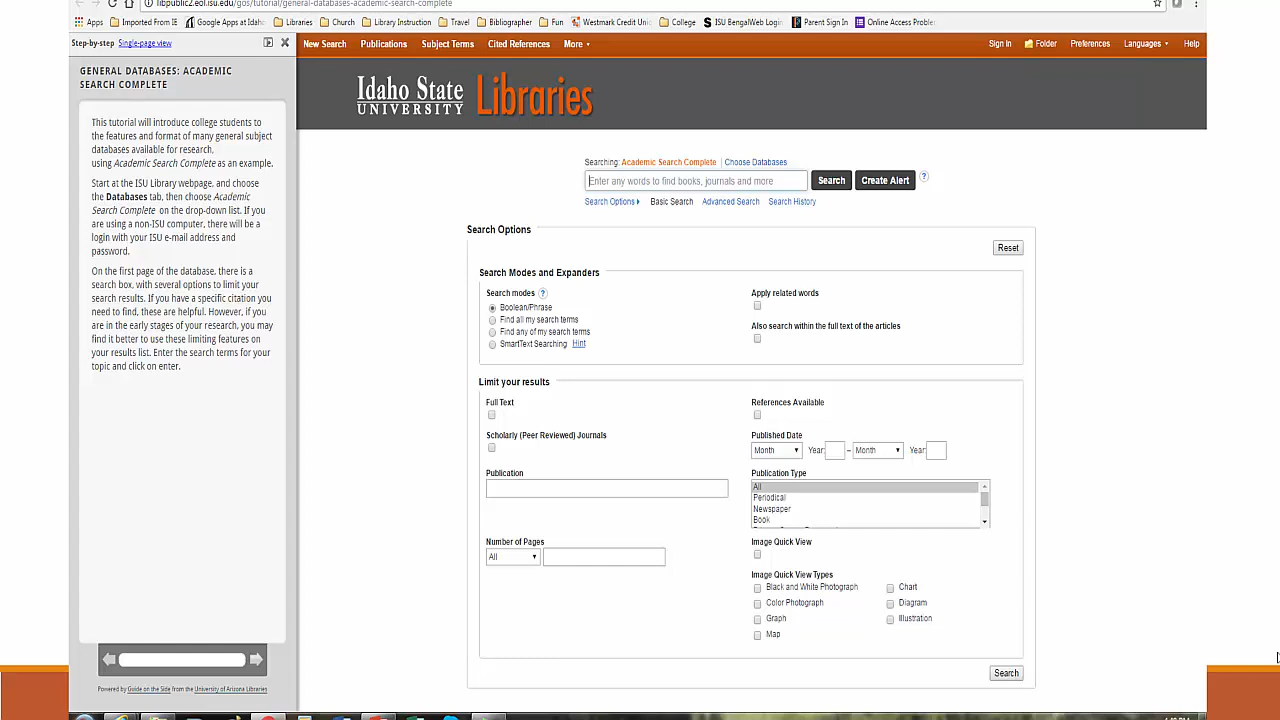 libpublic2.eol.isu.edu/gos/tutorial/general-databases-academic-search-complete
Apps Imported From IE Google Apps at Idaho Libraries Church Library Instruction Travel Bibliographer Fun Westmark Credit Unic College ISU BengalWeb Login Parent Sign In Online Access Problem
Step-by-step Single-page view
GENERAL DATABASES: ACADEMIC
SEARCH COMPLETE
This tutorial will introduce college students to
the features and format of many general subject
databases available for research,
using Academic Search Complete as an example.
Start at the ISU Library webpage, and choose
the Databases tab, then choose Academic
Search Complete on the drop-down list. If you
are using a non-ISU computer, there will be a
login with your ISU e-mail address and
password.
On the first page of the database, there is a
search box, with several options to limit your
search results. If you have a specific citation you
need to find, these are helpful. However, if you
are in the early stages of your research, you may
find it better to use these limiting features on
your results list. Enter the search terms for your
topic and click on enter.
Powered by Guide on the Side from the University of Arizona Libraries
New Search Publications Subject Terms Cited References More
Sign In Folder Preferences Languages Help
Idaho State
UNIVERSITY
Libraries
Searching: Academic Search Complete Choose Databases
Enter any words to find books, journals and more Search Create Alert ?
Search Options Basic Search Advanced Search Search History
Search Options
Reset
Search Modes and Expanders
Search modes ?
Boolean/Phrase
Find all my search terms
Find any of my search terms
SmartText Searching Hint
Apply related words
Also search within the full text of the articles
Limit your results
Full Text
Scholarly (Peer Reviewed) Journals
Publication
Number of Pages
All
References Available
Published Date
Month Year: – Month Year:
Publication Type
All
Periodical
Newspaper
Book
Image Quick View
Image Quick View Types
Black and White Photograph Chart
Color Photograph Diagram
Graph Illustration
Map
Search